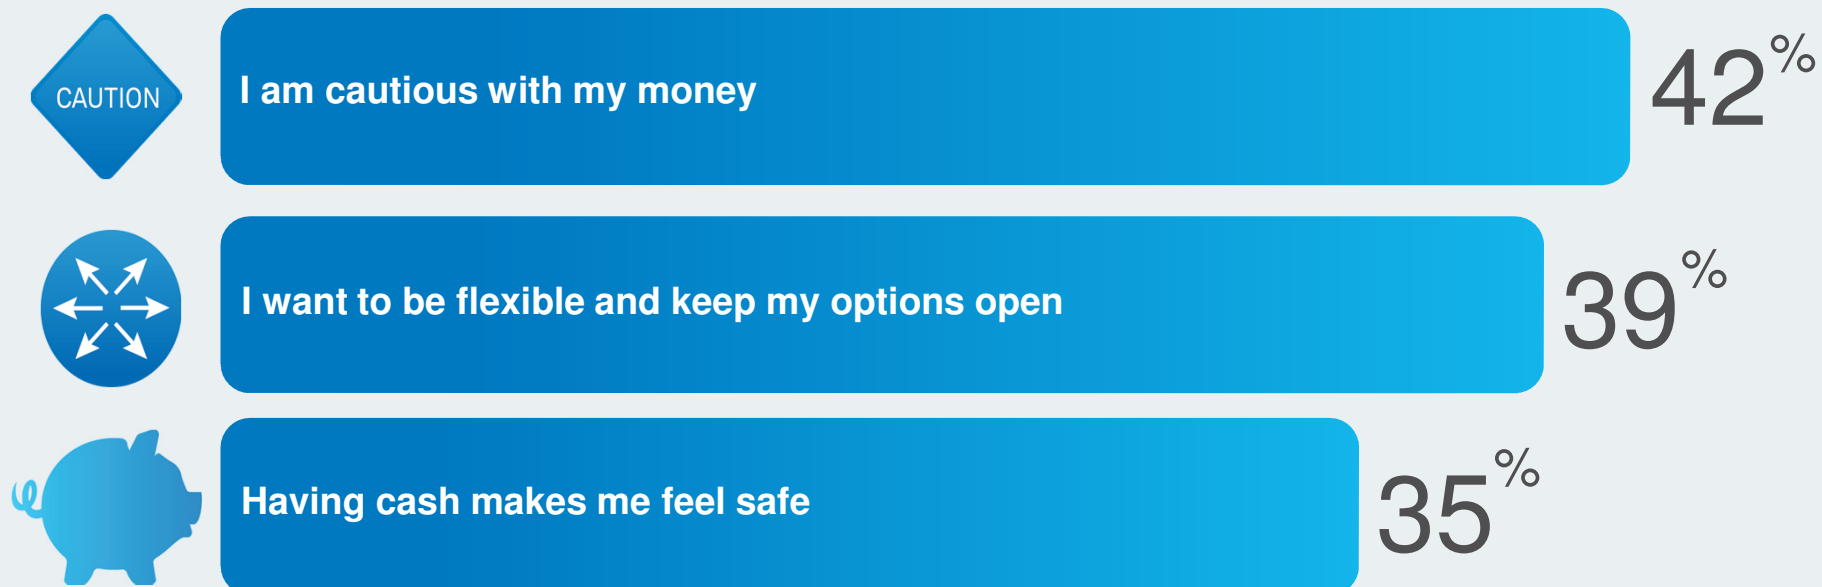 CAUTION
I am cautious with my money
42%
I want to be flexible and keep my options open
39%
Having cash makes me feel safe
35%